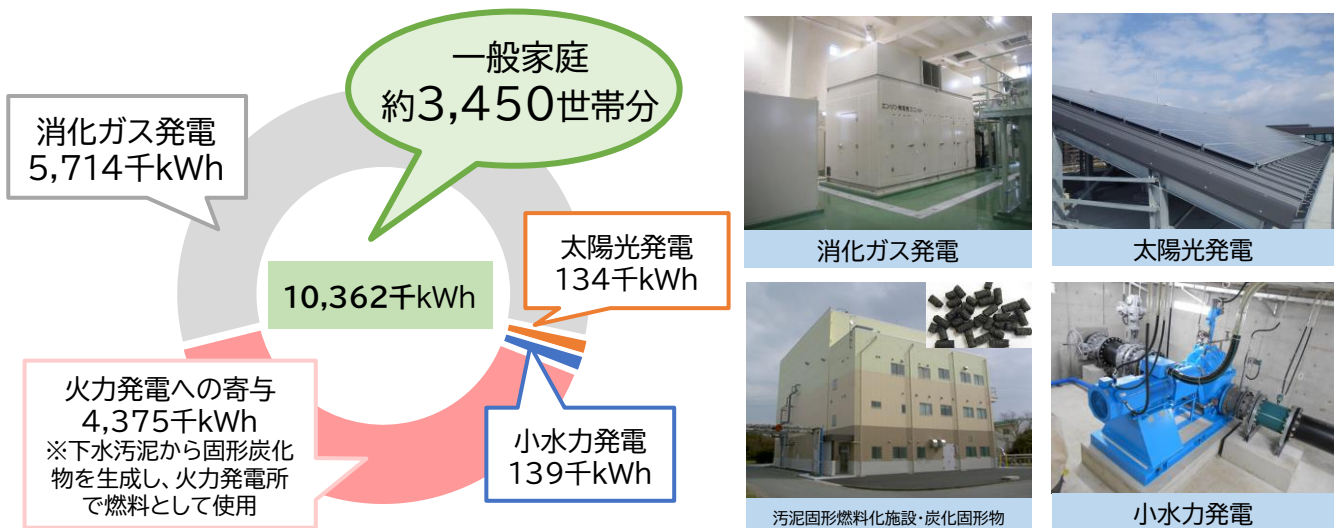 一般家庭
約3,450世帯分
消化ガス発電
5,714千kWh
太陽光発電
134千kWh
10,362千kWh
火力発電への寄与
4,375千kWh
※下水汚泥から固形炭化
物を生成し、火力発電所
で燃料として使用
小水力発電
139千kWh
消化ガス発電
太陽光発電
汚泥固形燃料化施設・炭化固形物
小水力発電